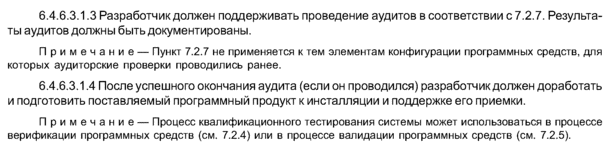 6.4.6.3.1.3 Разработчик должен поддерживать проведение аудитов в соответствии с 7.2.7. Результа-
ты аудитов должны быть документированы.
П р и м е ч а н и е — Пункт 7.2.7 не применяется к тем элементам конфигурации программных средств, для
которых аудиторские проверки проводились ранее.
6.4.6.3.1.4 После успешного окончания аудита (если он проводился) разработчик должен доработать
и подготовить поставляемый программный продукт к инсталляции и поддержке его приемки.
П р и м е ч а н и е — Процесс квалификационного тестирования системы может использоваться в процессе
верификации программных средств (см. 7.2.4) или в процессе валидации программных средств (см. 7.2.5).